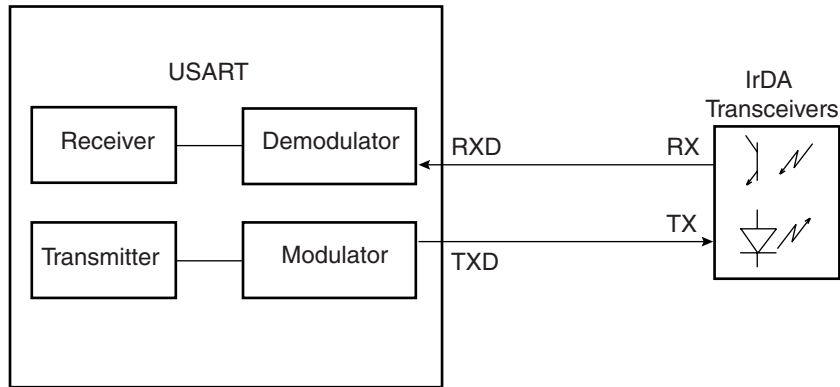 USART
IrDA
Transceivers
Receiver
Demodulator
RXD
RX
Transmitter
Modulator
TXD
TX